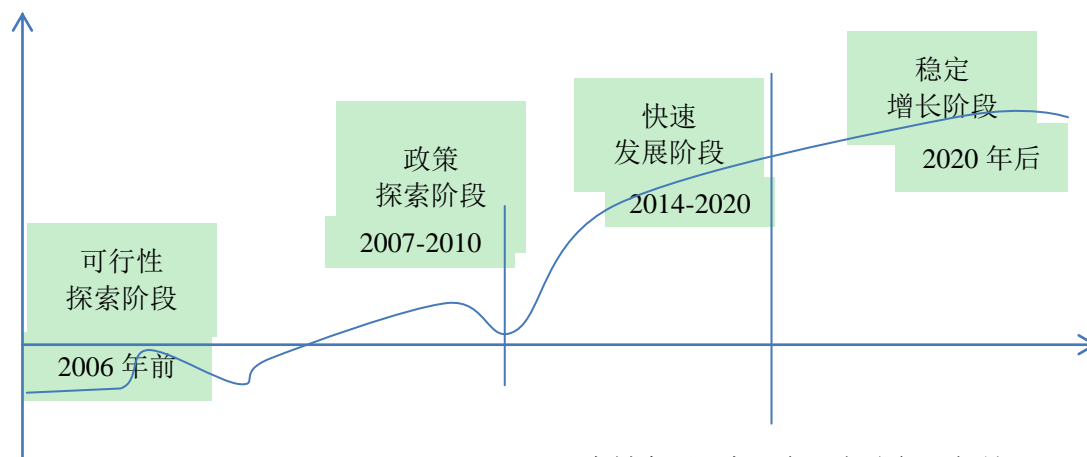 可行性
探索阶段
2006 年前
政策
探索阶段
2007-2010
快速
发展阶段
2014-2020
稳定
增长阶段
2020 年后